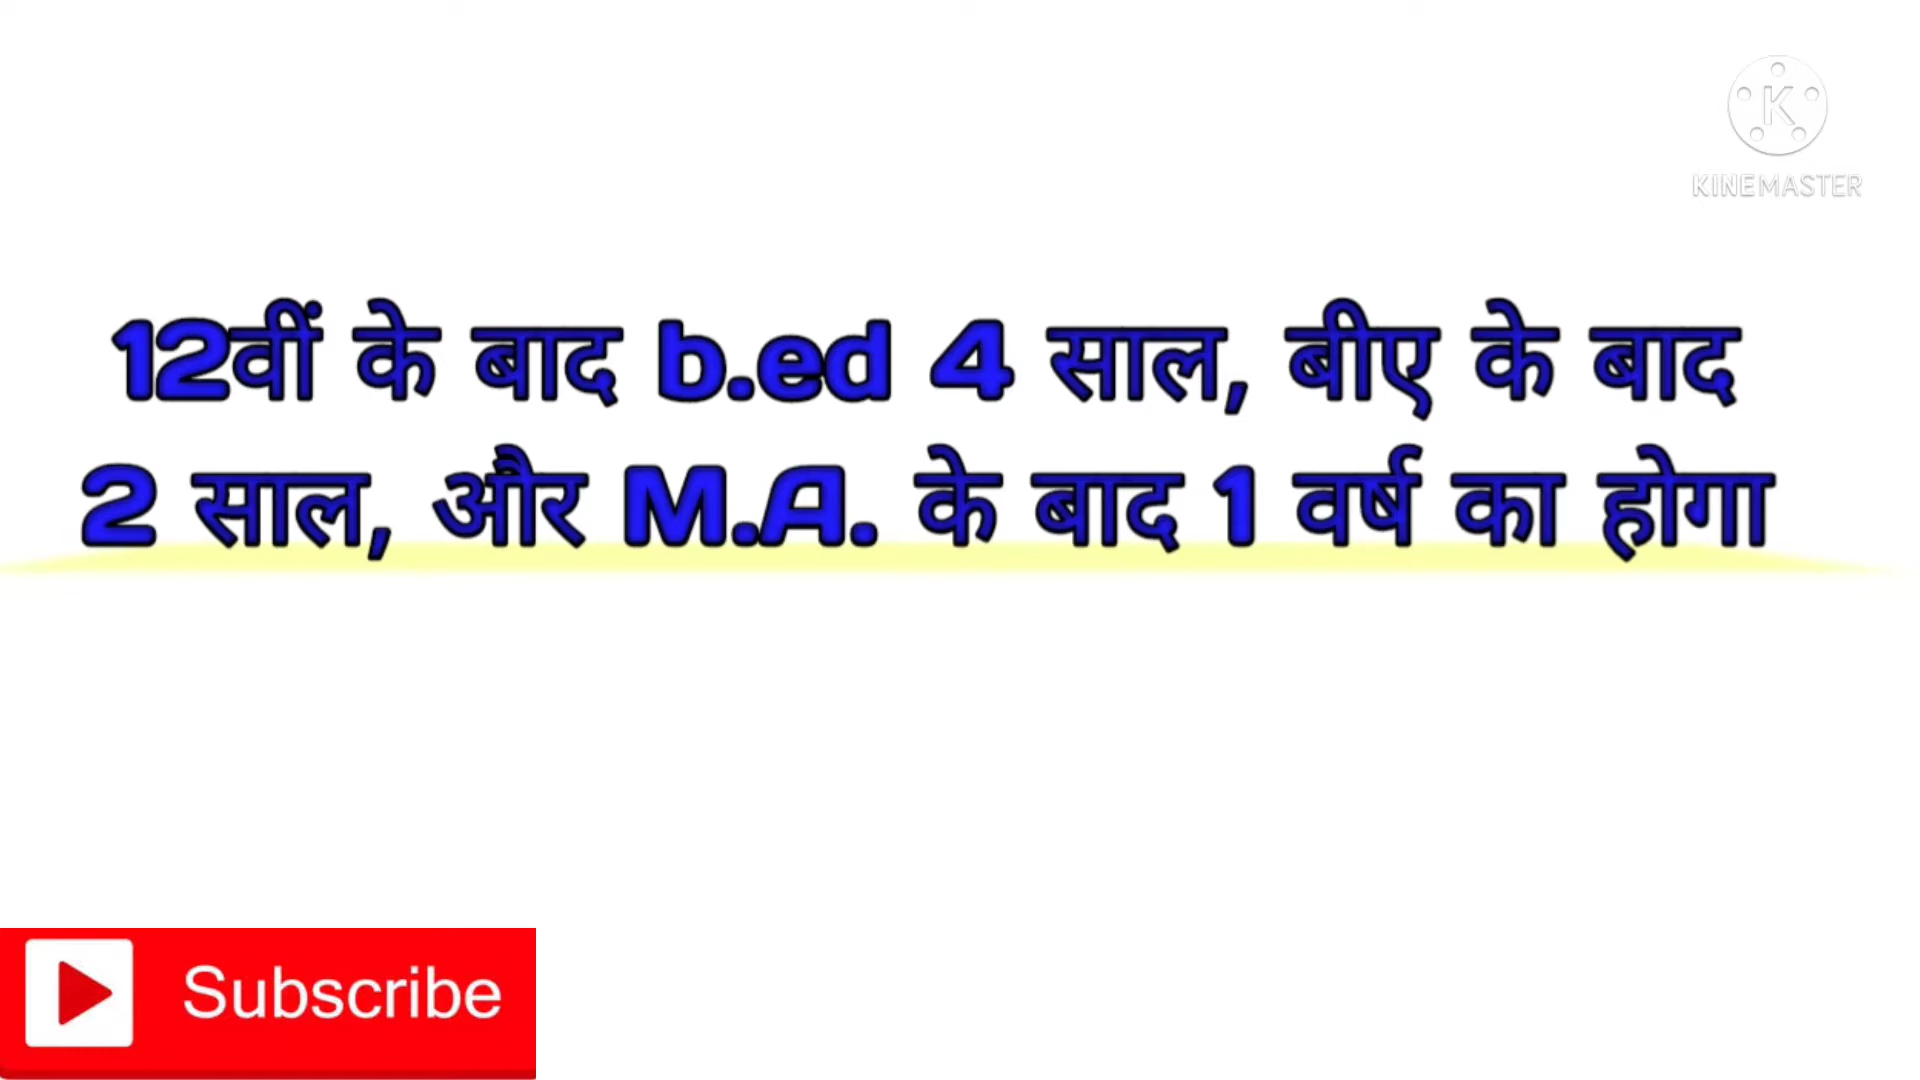 KINEMASTER
12वीं के बाद b.ed 4 साल, बीए के बाद
2 साल, और M.A. के बाद 1 वर्ष का होगा
Subscribe